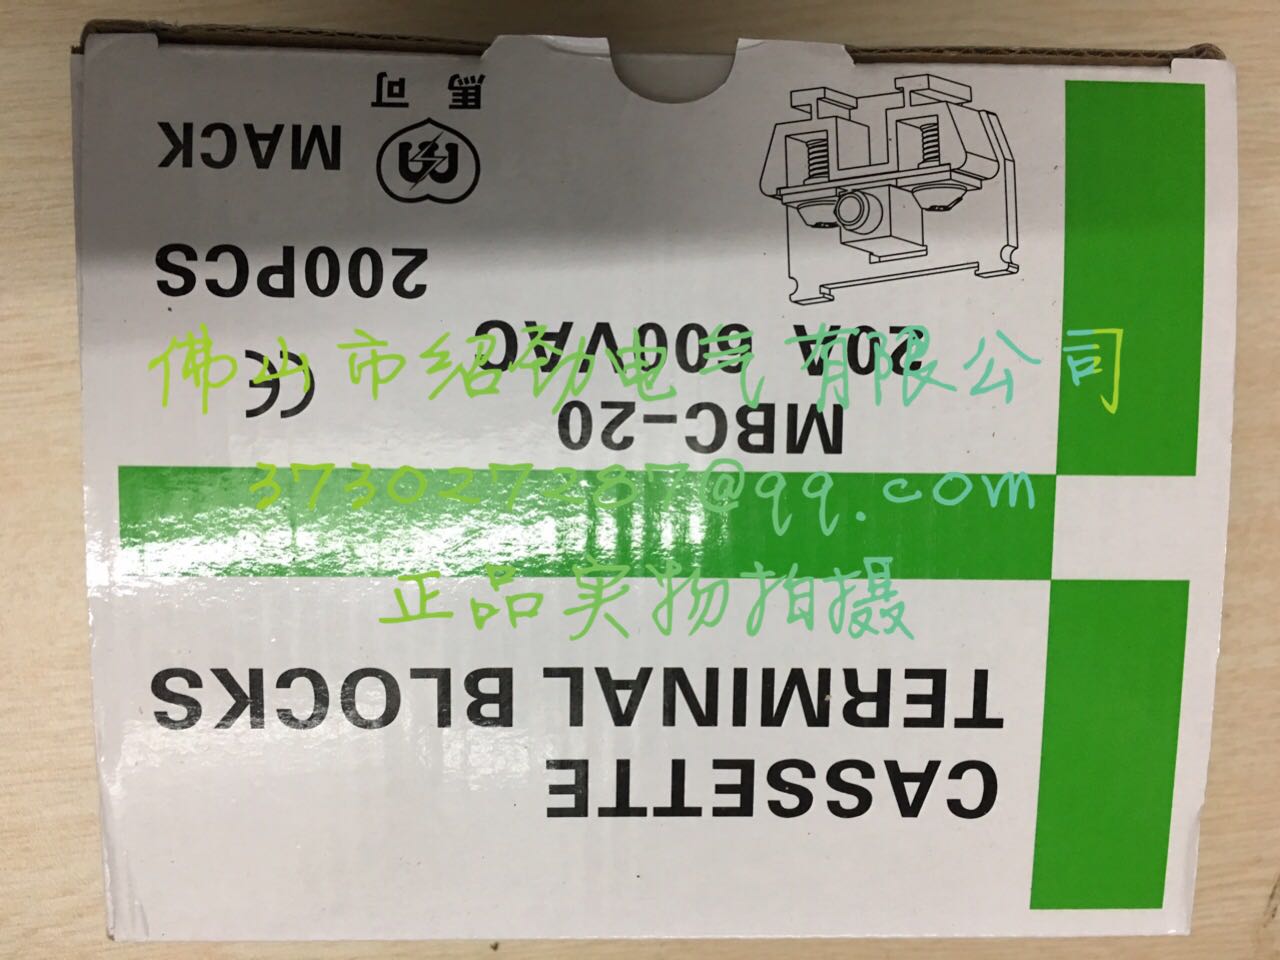 CASSETTE
TERMINAL BLOCKS
MBC-20
20A 600VAC
CE
200PCS
MACK
馬可
佛山市绍劲电气有限公司
373027287@qq.com
正品实物拍摄